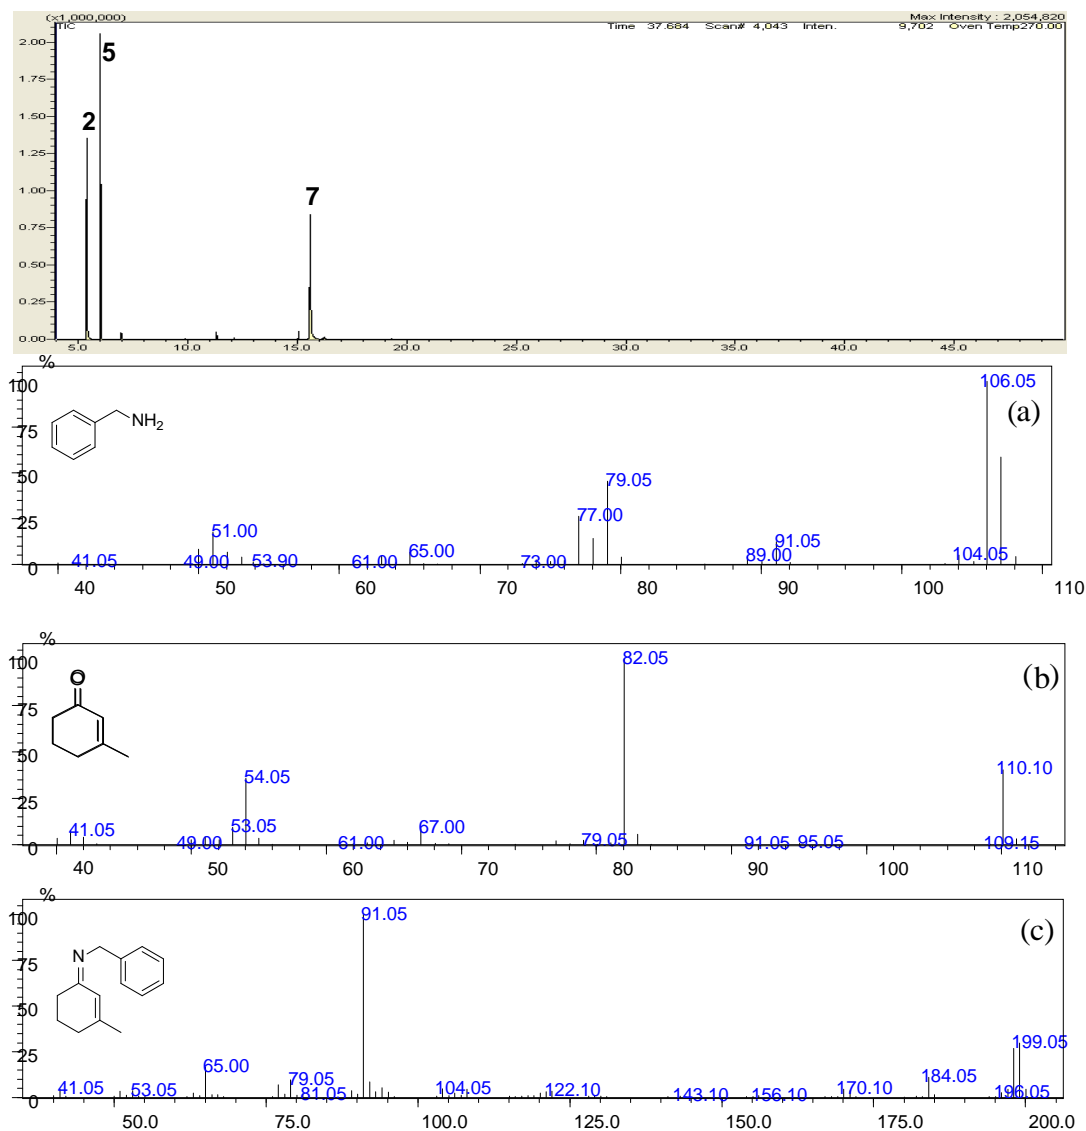 (x1,000,000)
Max Intensity : 2,054,820
TIC
Time 37.684 Scan# 4,043 Inten. 9,702 Oven Temp 270.00
2.00
1.75
1.50
1.25
1.00
0.75
0.50
0.25
0.00
2
5
7
5.0 10.0 15.0 20.0 25.0 30.0 35.0 40.0 45.0
%
100
75
50
25
0
NH2
(a)
41.05 49.00 51.00 53.90 61.00 65.00 73.00 77.00 79.05 89.00 91.05 104.05 106.05
40 50 60 70 80 90 100 110
%
100
75
50
25
0
O
(b)
41.05 49.00 53.05 54.05 61.00 67.00 79.05 82.05 91.05 95.05 109.15 110.10
40 50 60 70 80 90 100 110
%
100
75
50
25
0
N
(c)
41.05 53.05 65.00 79.05 81.05 91.05 104.05 122.10 143.10 156.10 170.10 184.05 196.05 199.05
50.0 75.0 100.0 125.0 150.0 175.0 200.0